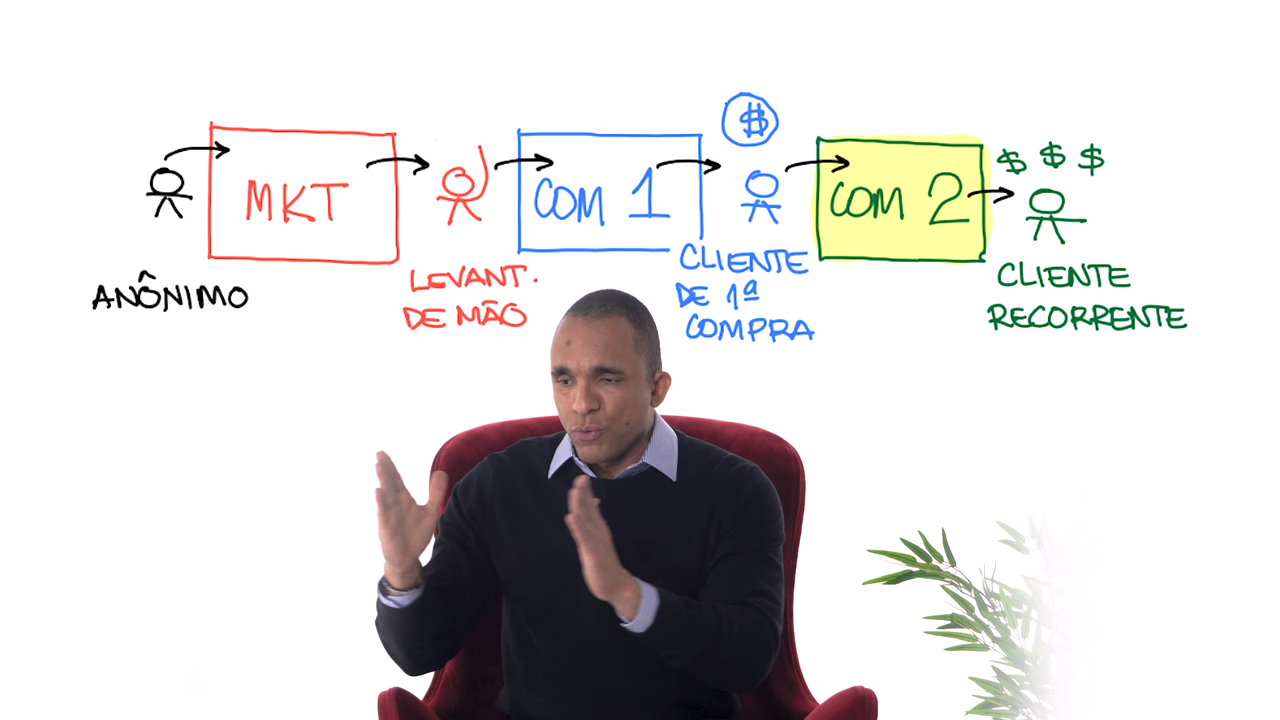 $
$ $ $
MKT
COM 1
COM 2
ANÔNIMO
LEVANT.
DE MÃO
CLIENTE
DE 1ª
COMPRA
CLIENTE
RECORRENTE